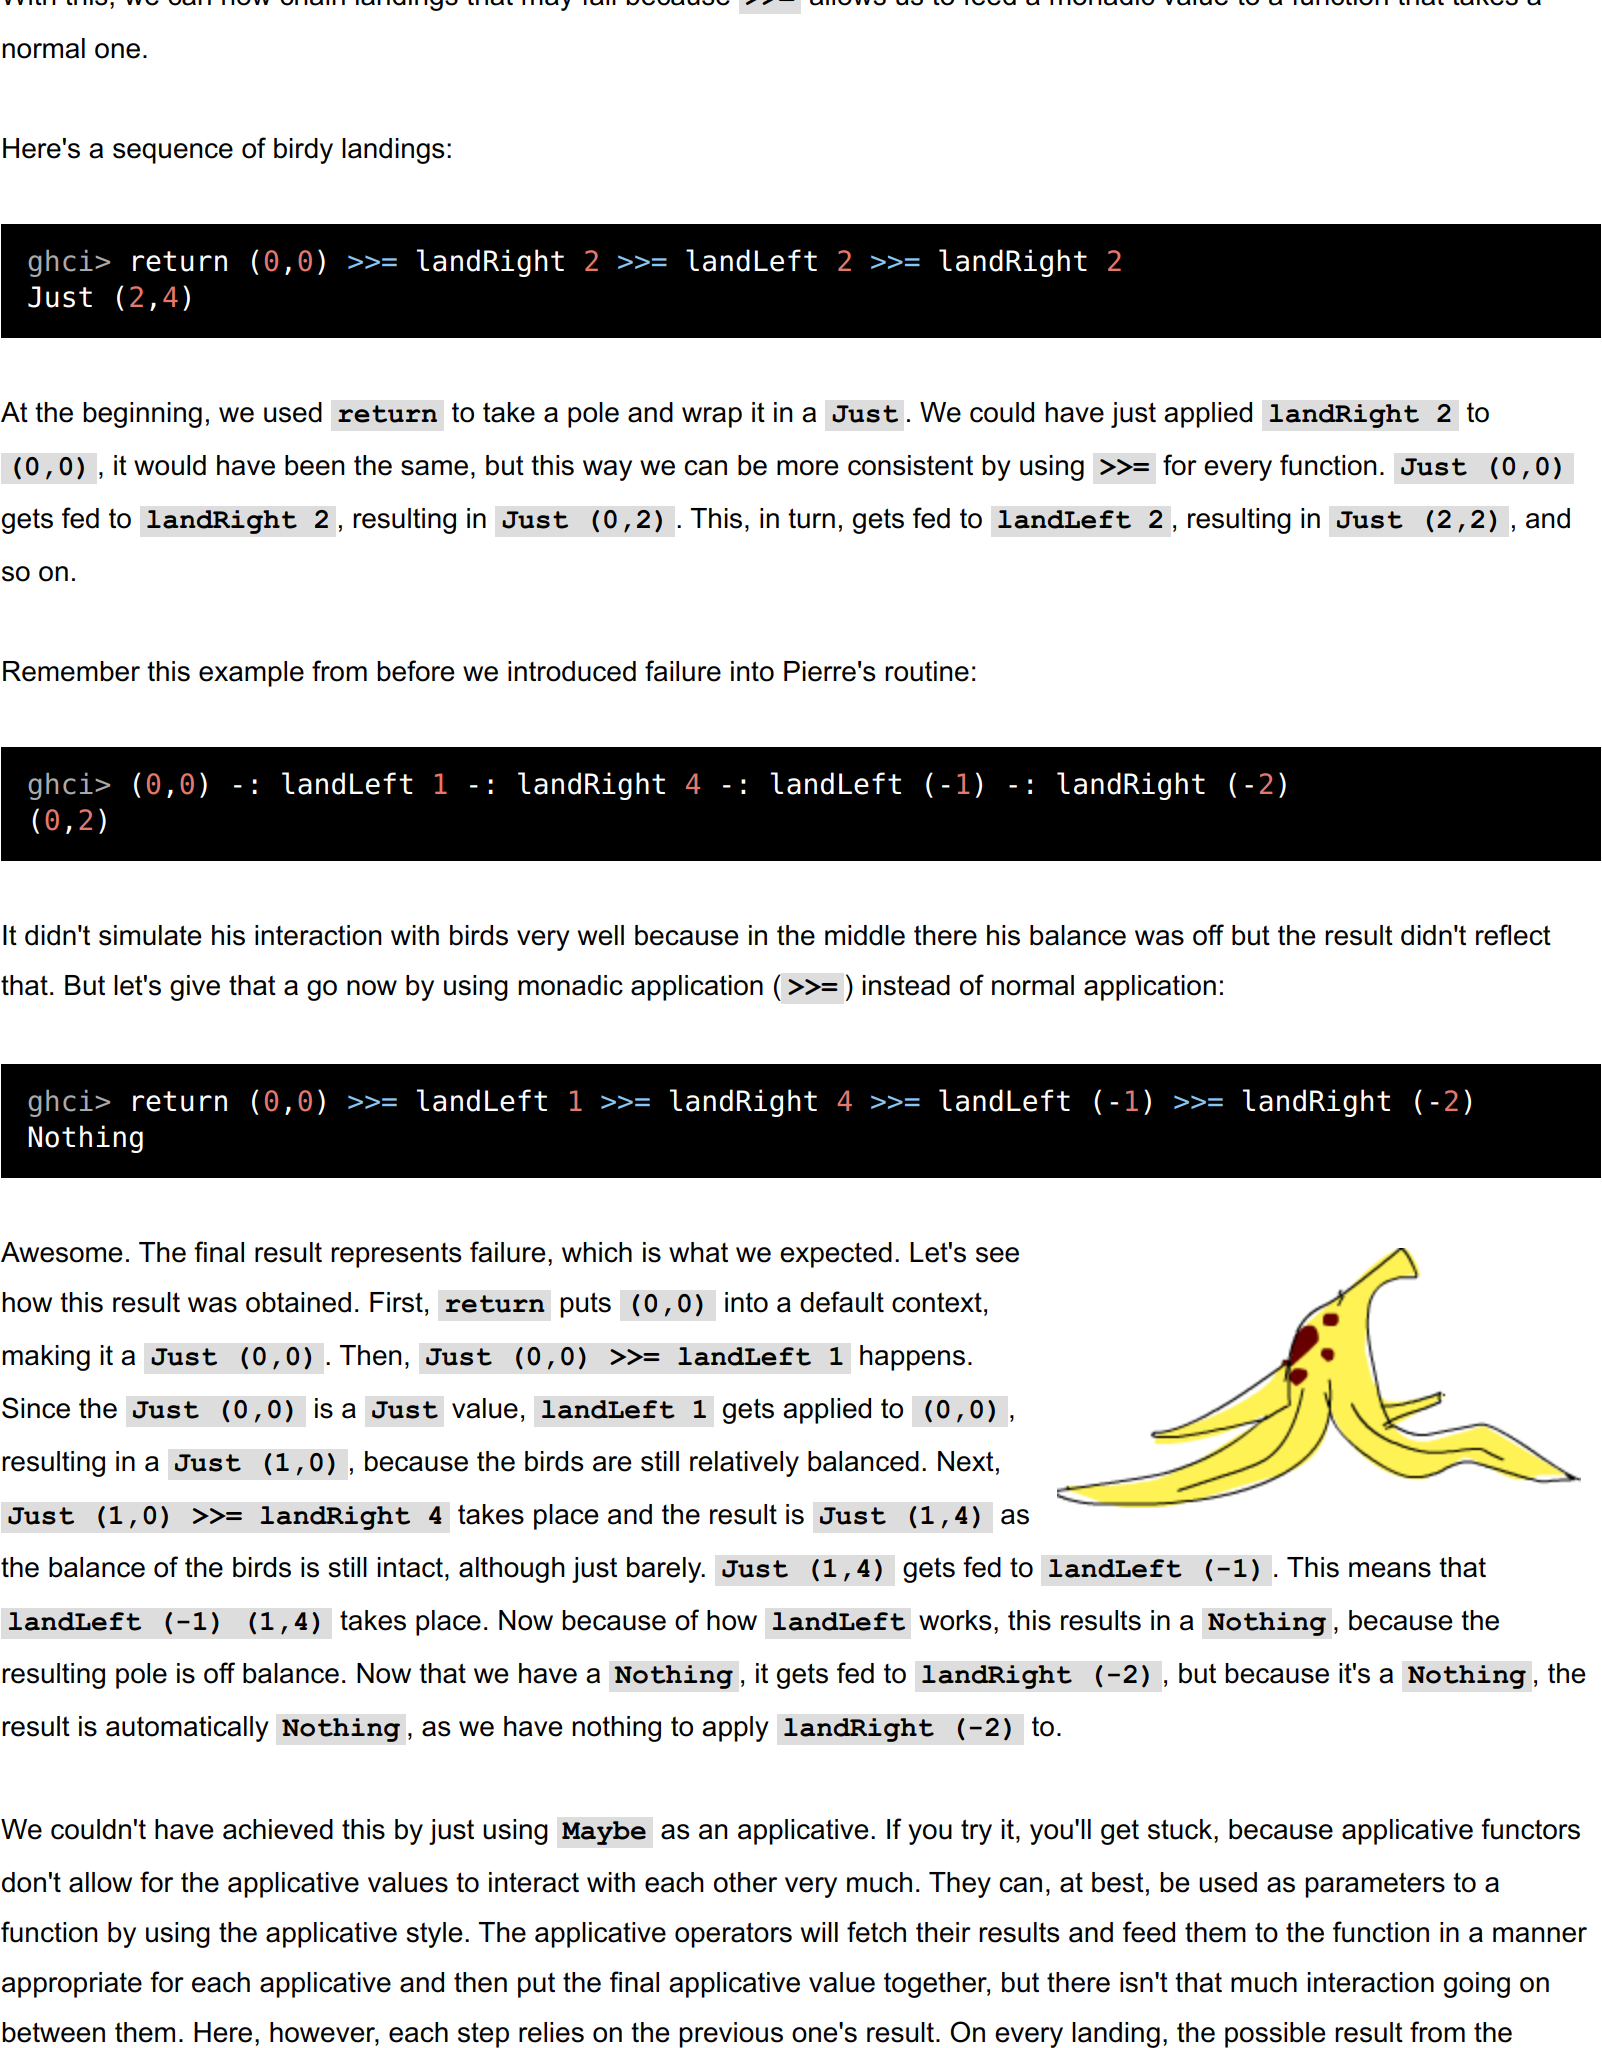 With this, we can now chain landings that may fail because >>= allows us to feed a monadic value to a function that takes a
normal one.
Here's a sequence of birdy landings:
ghci> return (0,0) >>= landRight 2 >>= landLeft 2 >>= landRight 2
Just (2,4)
At the beginning, we used return to take a pole and wrap it in a Just. We could have just applied landRight 2 to
(0,0), it would have been the same, but this way we can be more consistent by using >>= for every function. Just (0,0)
gets fed to landRight 2, resulting in Just (0,2). This, in turn, gets fed to landLeft 2, resulting in Just (2,2), and
so on.
Remember this example from before we introduced failure into Pierre's routine:
ghci> (0,0) -: landLeft 1 -: landRight 4 -: landLeft (-1) -: landRight (-2)
(0,2)
It didn't simulate his interaction with birds very well because in the middle there his balance was off but the result didn't reflect
that. But let's give that a go now by using monadic application (>>=) instead of normal application:
ghci> return (0,0) >>= landLeft 1 >>= landRight 4 >>= landLeft (-1) >>= landRight (-2)
Nothing
Awesome. The final result represents failure, which is what we expected. Let's see
how this result was obtained. First, return puts (0,0) into a default context,
making it a Just (0,0). Then, Just (0,0) >>= landLeft 1 happens.
Since the Just (0,0) is a Just value, landLeft 1 gets applied to (0,0),
resulting in a Just (1,0), because the birds are still relatively balanced. Next,
Just (1,0) >>= landRight 4 takes place and the result is Just (1,4) as
the balance of the birds is still intact, although just barely. Just (1,4) gets fed to landLeft (-1). This means that
landLeft (-1) (1,4) takes place. Now because of how landLeft works, this results in a Nothing, because the
resulting pole is off balance. Now that we have a Nothing, it gets fed to landRight (-2), but because it's a Nothing, the
result is automatically Nothing, as we have nothing to apply landRight (-2) to.
We couldn't have achieved this by just using Maybe as an applicative. If you try it, you'll get stuck, because applicative functors
don't allow for the applicative values to interact with each other very much. They can, at best, be used as parameters to a
function by using the applicative style. The applicative operators will fetch their results and feed them to the function in a manner
appropriate for each applicative and then put the final applicative value together, but there isn't that much interaction going on
between them. Here, however, each step relies on the previous one's result. On every landing, the possible result from the